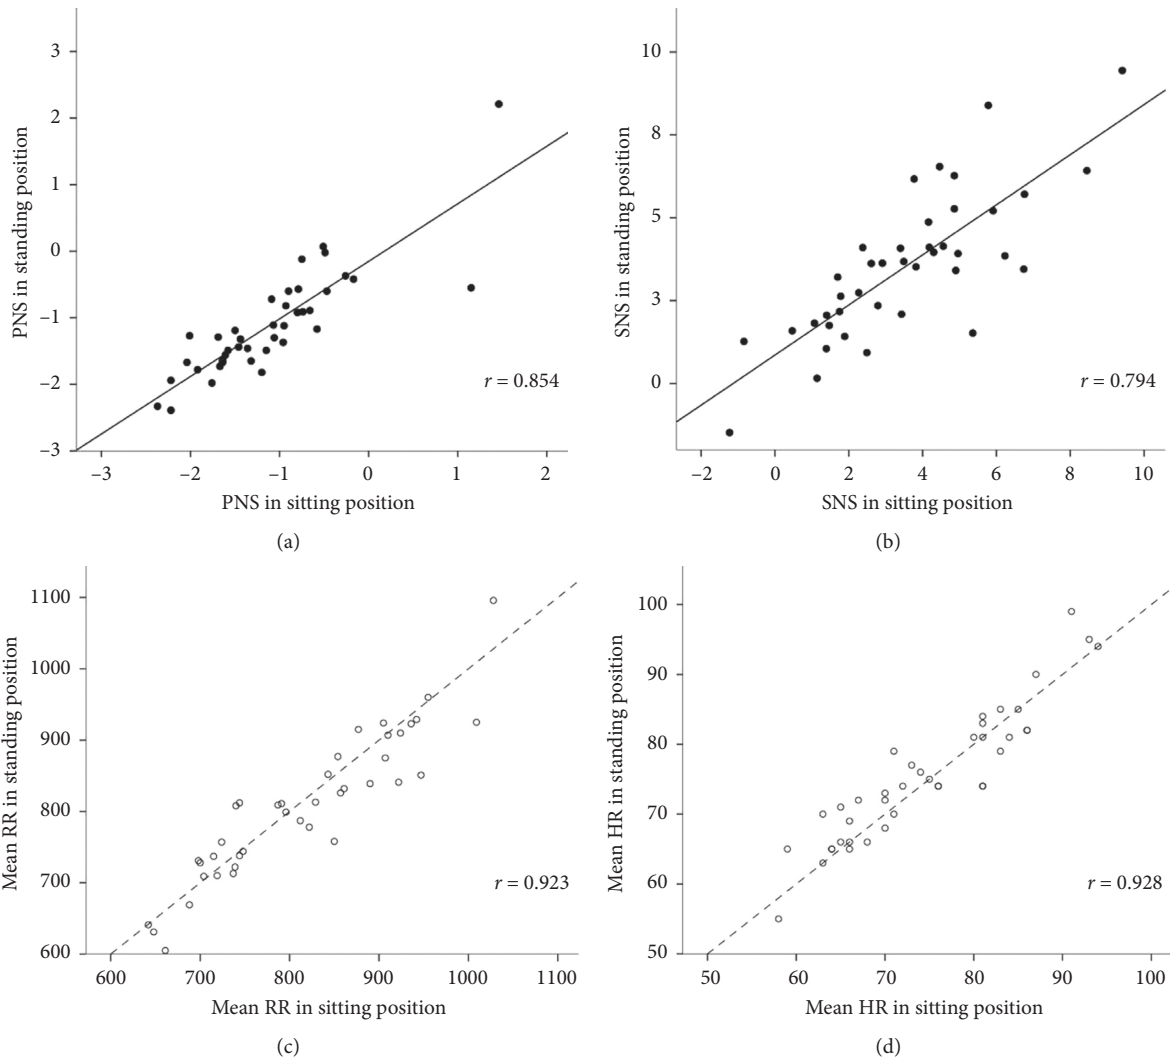 3
2
1
0
−1
−2
−3
PNS in standing position
r = 0.854
−3 −2 −1 0 1 2
PNS in sitting position
(a)
10
8
5
3
0
SNS in standing position
r = 0.794
−2 0 2 4 6 8 10
SNS in sitting position
(b)
1100
1000
900
800
700
600
Mean RR in standing position
r = 0.923
600 700 800 900 1000 1100
Mean RR in sitting position
(c)
100
90
80
70
60
50
Mean HR in standing position
r = 0.928
50 60 70 80 90 100
Mean HR in sitting position
(d)